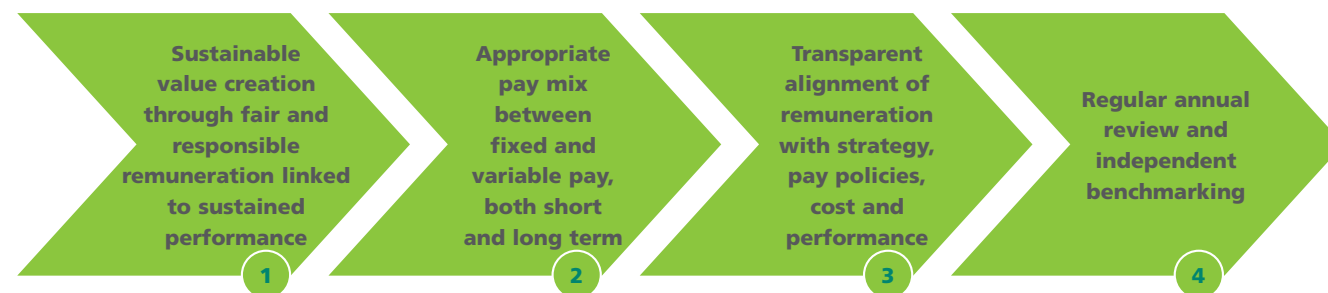 Sustainable
value creation
through fair and
responsible
remuneration linked
to sustained
performance
1
Appropriate
pay mix
between
fixed and
variable pay,
both short
and long term
2
Transparent
alignment of
remuneration
with strategy,
pay policies,
cost and
performance
3
Regular annual
review and
independent
benchmarking
4